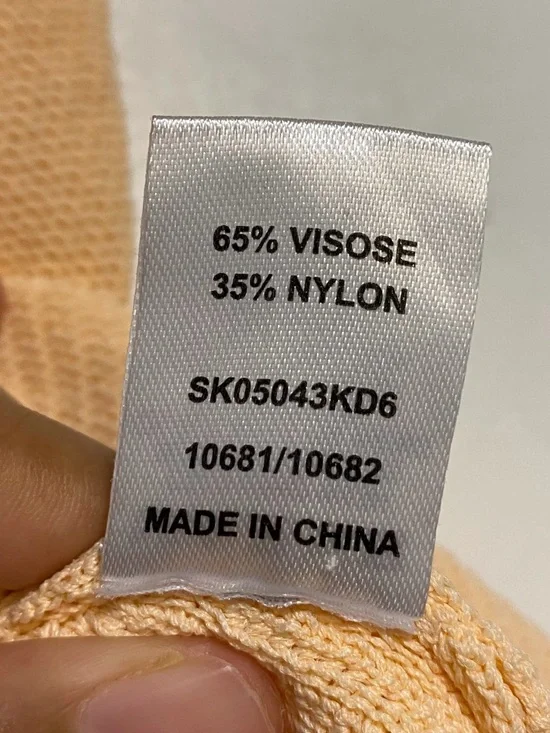 65% VISOSE
35% NYLON
SK05043KD6
10681/10682
MADE IN CHINA